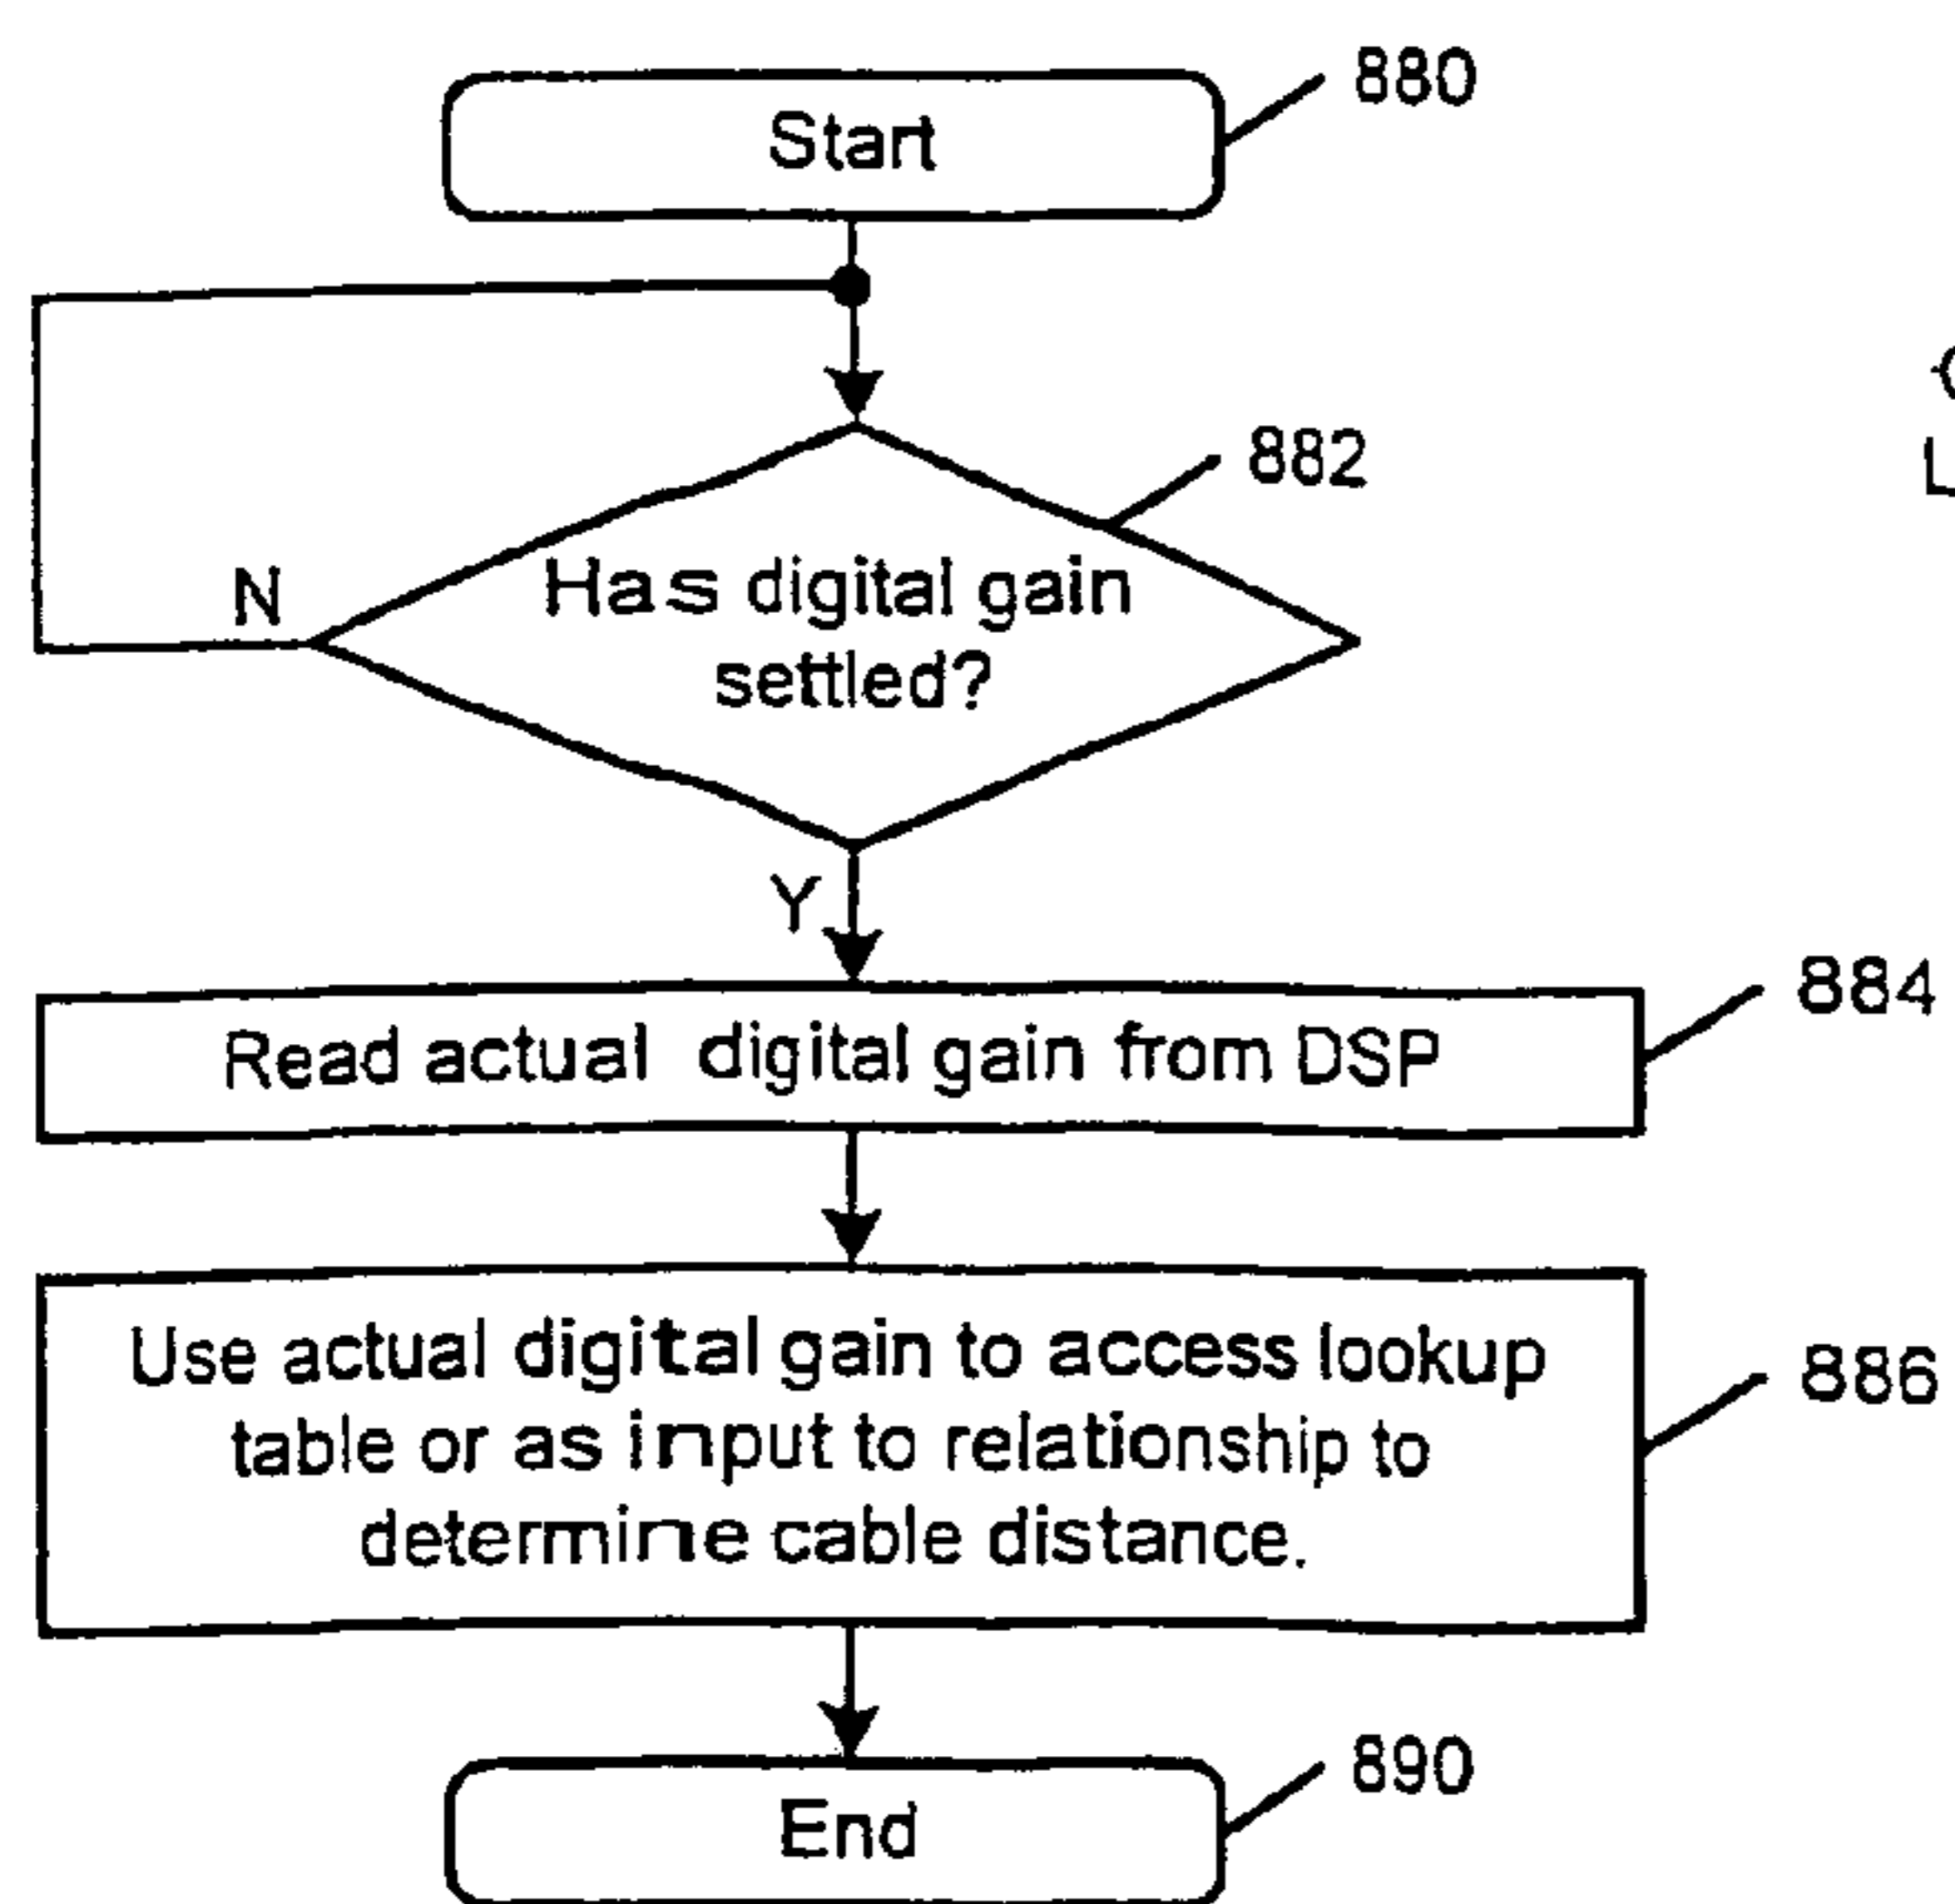 880
Start
882
Has digital gain
settled?
N
Y
884
Read actual digital gain from DSP
886
Use actual digital gain to access lookup
table or as input to relationship to
determine cable distance.
890
End